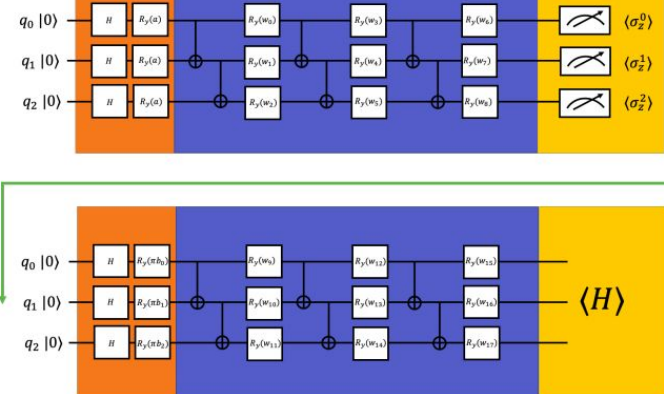 q₀ |0⟩ H R_y(a) R_y(w₀) R_y(w₃) R_y(w₆) ⟨σ_z^0⟩
q₁ |0⟩ H R_y(a) R_y(w₁) R_y(w₄) R_y(w₇) ⟨σ_z^1⟩
q₂ |0⟩ H R_y(a) R_y(w₂) R_y(w₅) R_y(w₈) ⟨σ_z^2⟩
q₀ |0⟩ H R_y(πb₀) R_y(w₉) R_y(w₁₂) R_y(w₁₅)
q₁ |0⟩ H R_y(πb₁) R_y(w₁₀) R_y(w₁₃) R_y(w₁₆) ⟨H⟩
q₂ |0⟩ H R_y(πb₂) R_y(w₁₁) R_y(w₁₄) R_y(w₁₇)